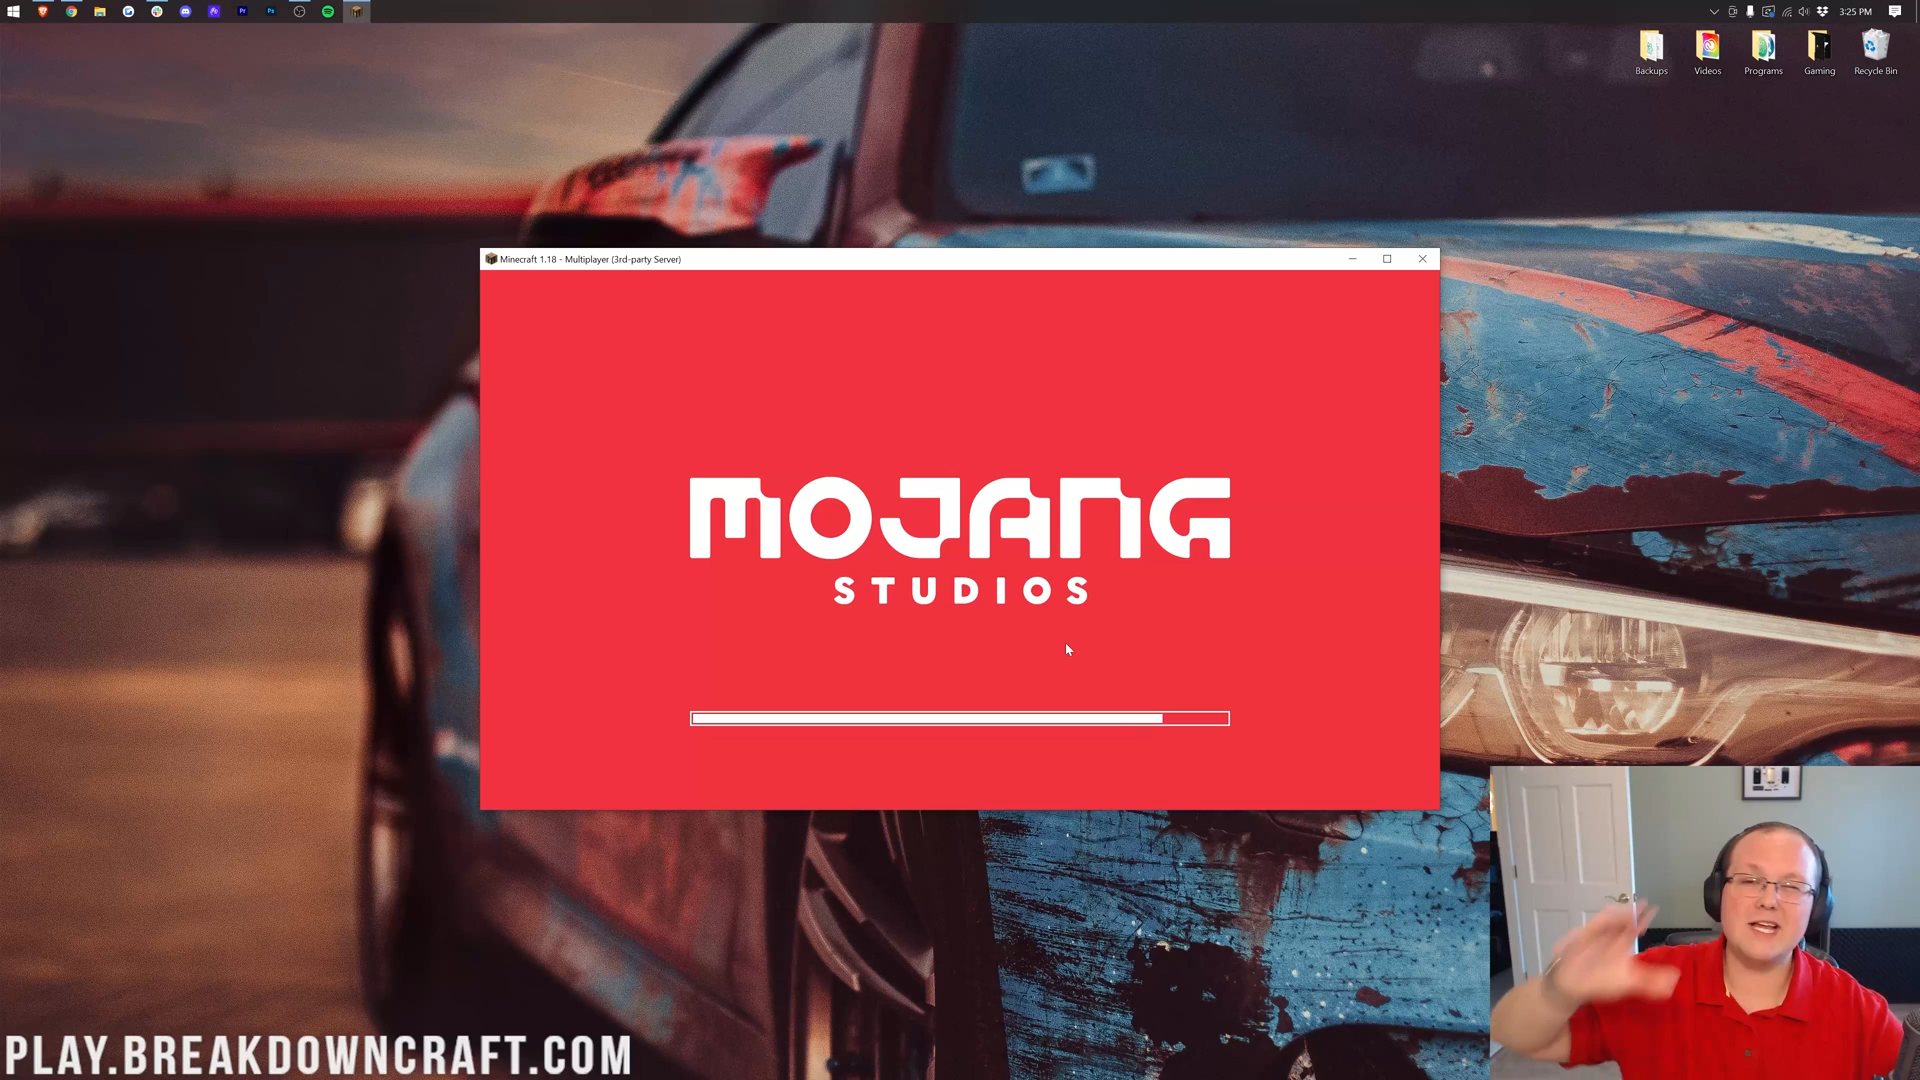 3:25 PM
Backups
Videos
Programs
Gaming
Recycle Bin
Minecraft 1.18 - Multiplayer (3rd-party Server)
MOJANG
STUDIOS
PLAY.BREAKDOWNCRAFT.COM